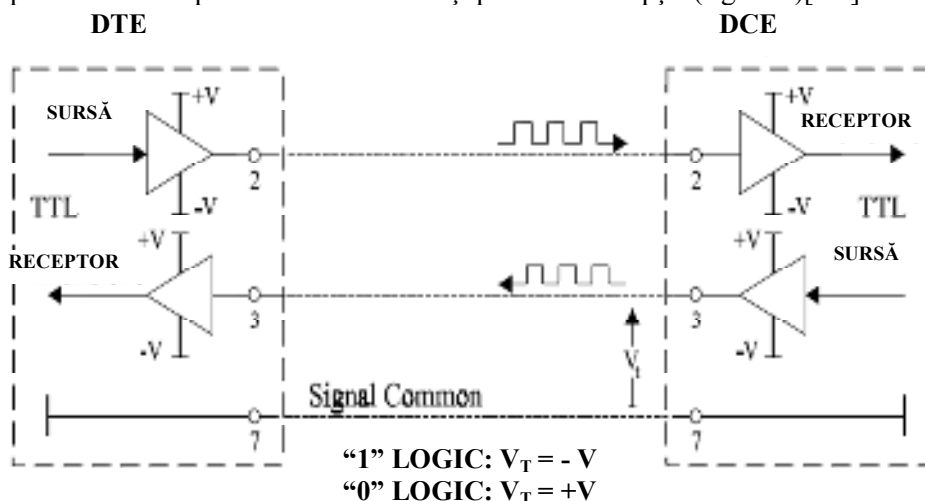 DTE DCE
+V +V
SURSĂ RECEPTOR
2 2
TTL -V -V TTL
+V +V
RECEPTOR SURSĂ
3 3
-V -V
Signal Common
7 7
“1” LOGIC: VT = - V
“0” LOGIC: VT = +V